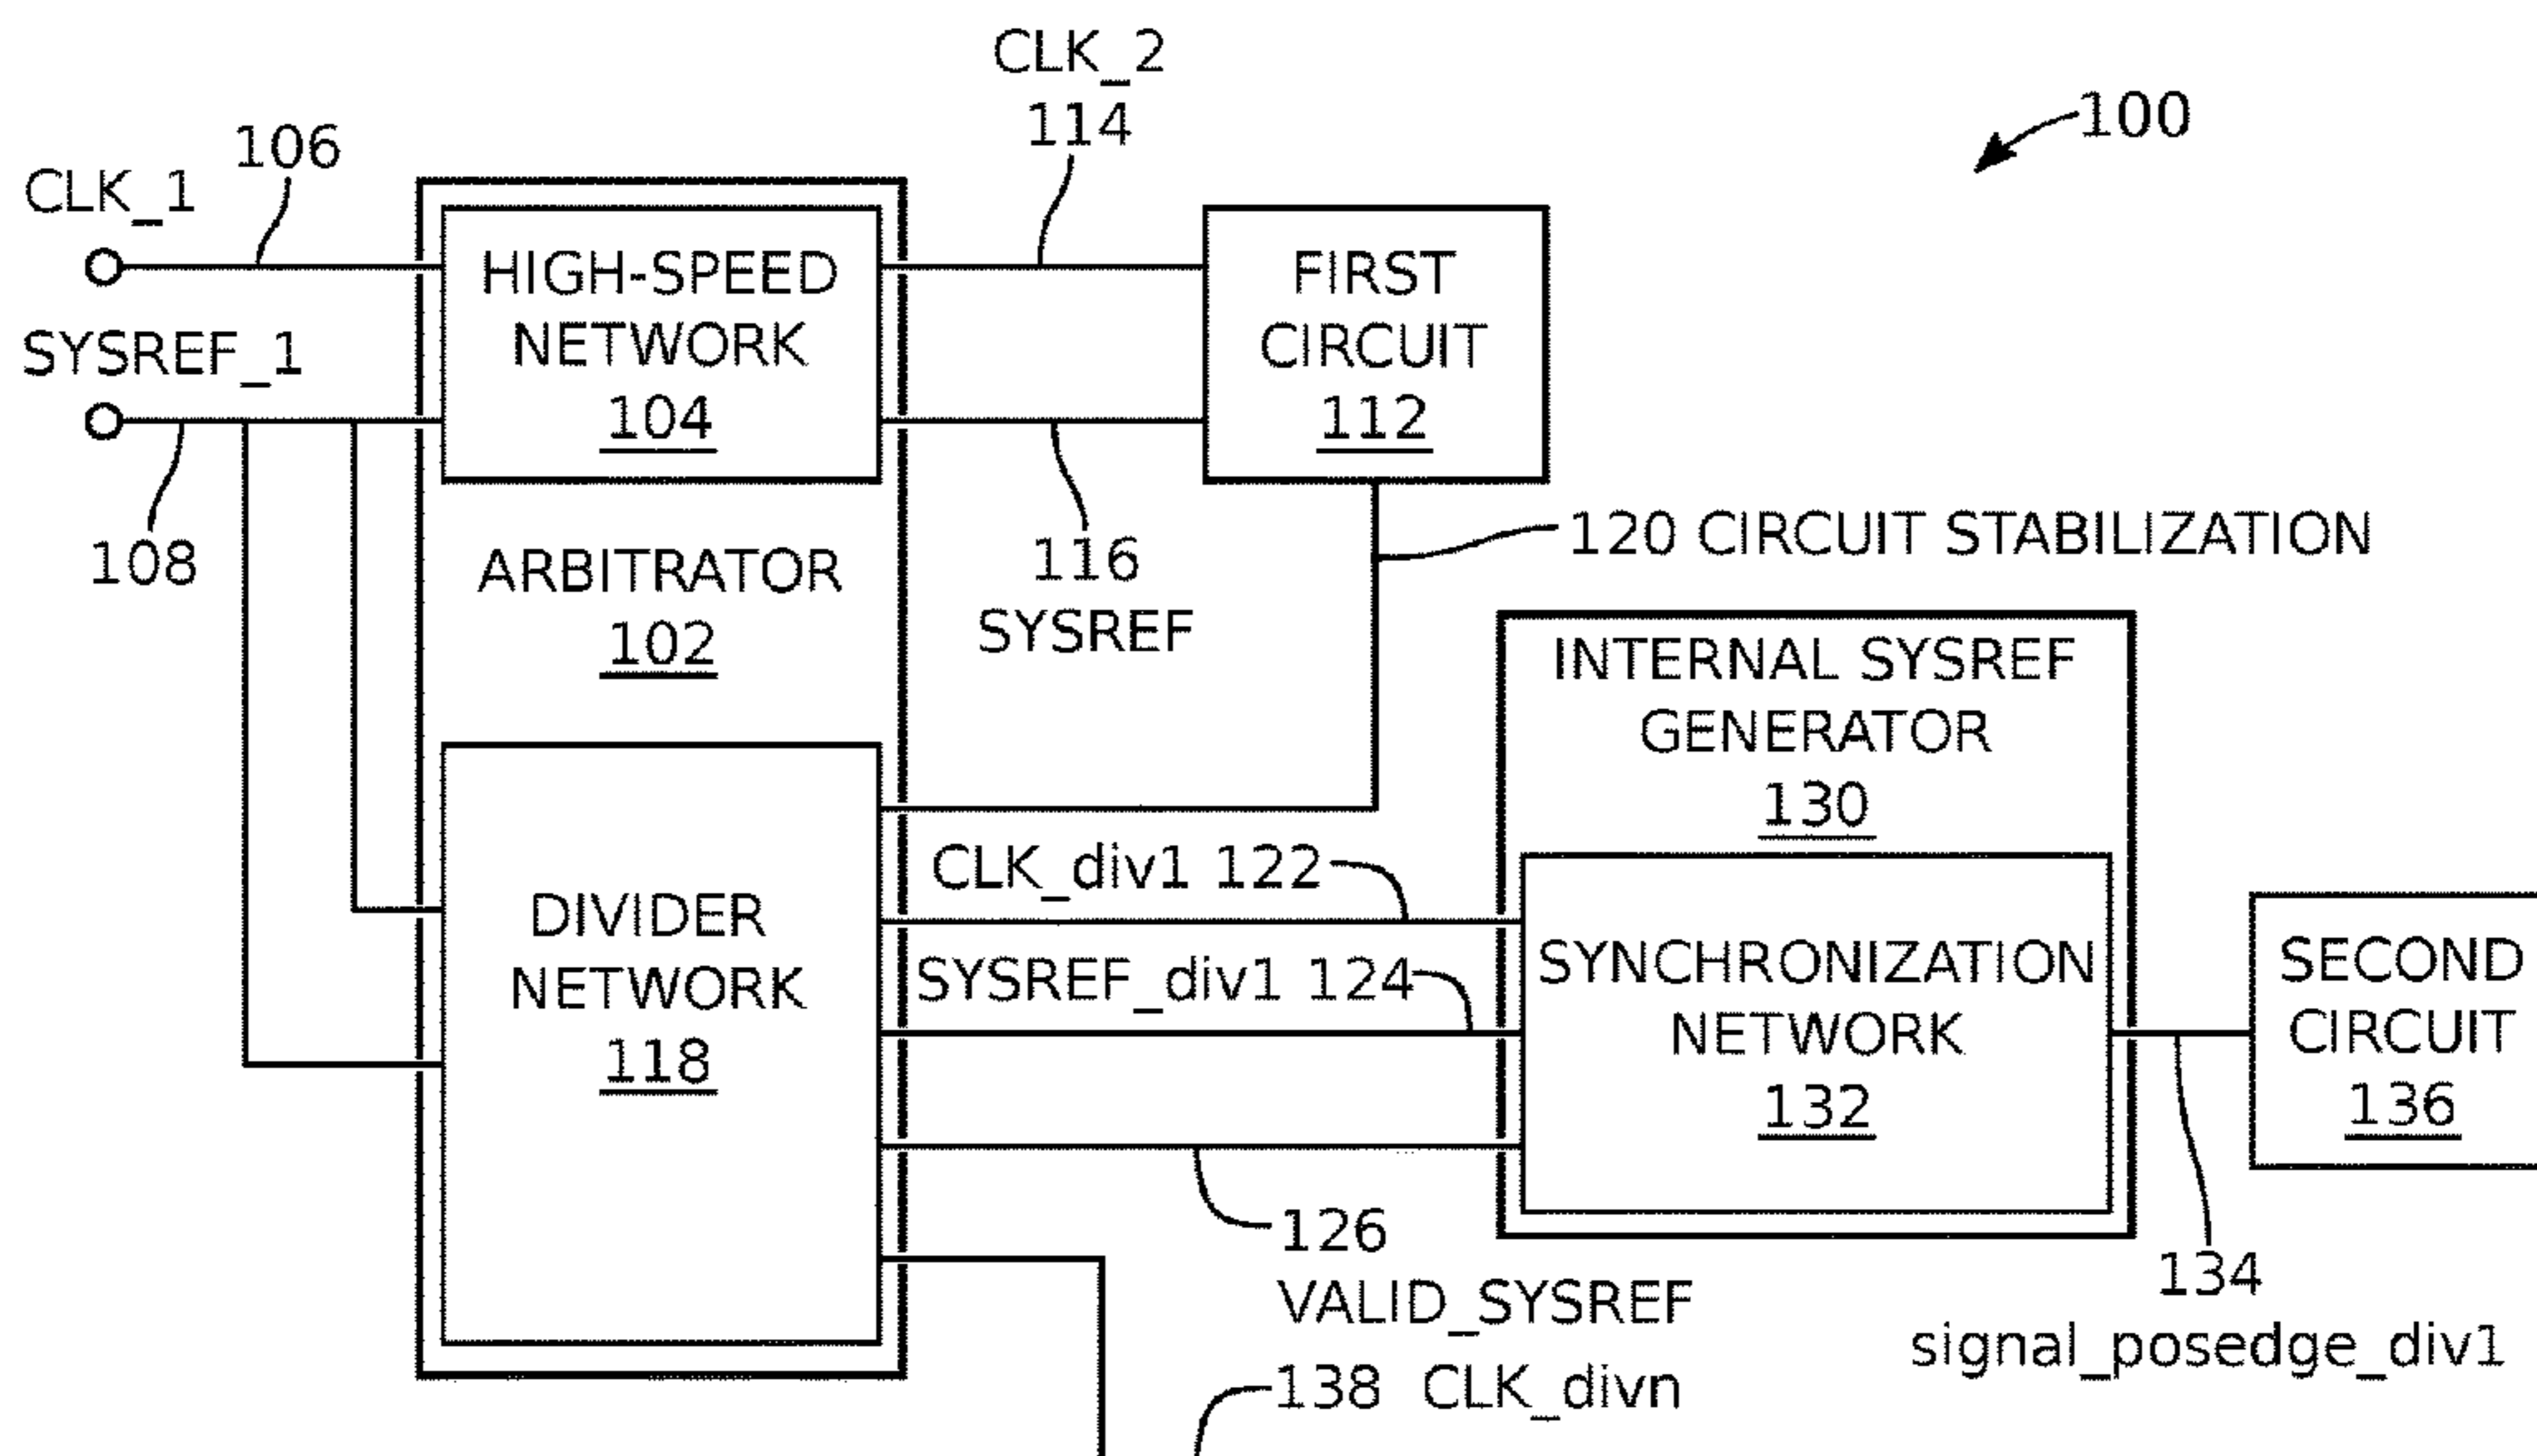 CLK_2
114
100
106
CLK_1
HIGH-SPEED
NETWORK
104
FIRST
CIRCUIT
112
SYSREF_1
108
116
SYSREF
120 CIRCUIT STABILIZATION
ARBITRATOR
102
INTERNAL SYSREF
GENERATOR
130
CLK_div1 122
SYSREF_div1 124
DIVIDER
NETWORK
118
SYNCHRONIZATION
NETWORK
132
SECOND
CIRCUIT
136
126
VALID_SYSREF
134
signal_posedge_div1
138 CLK_divn